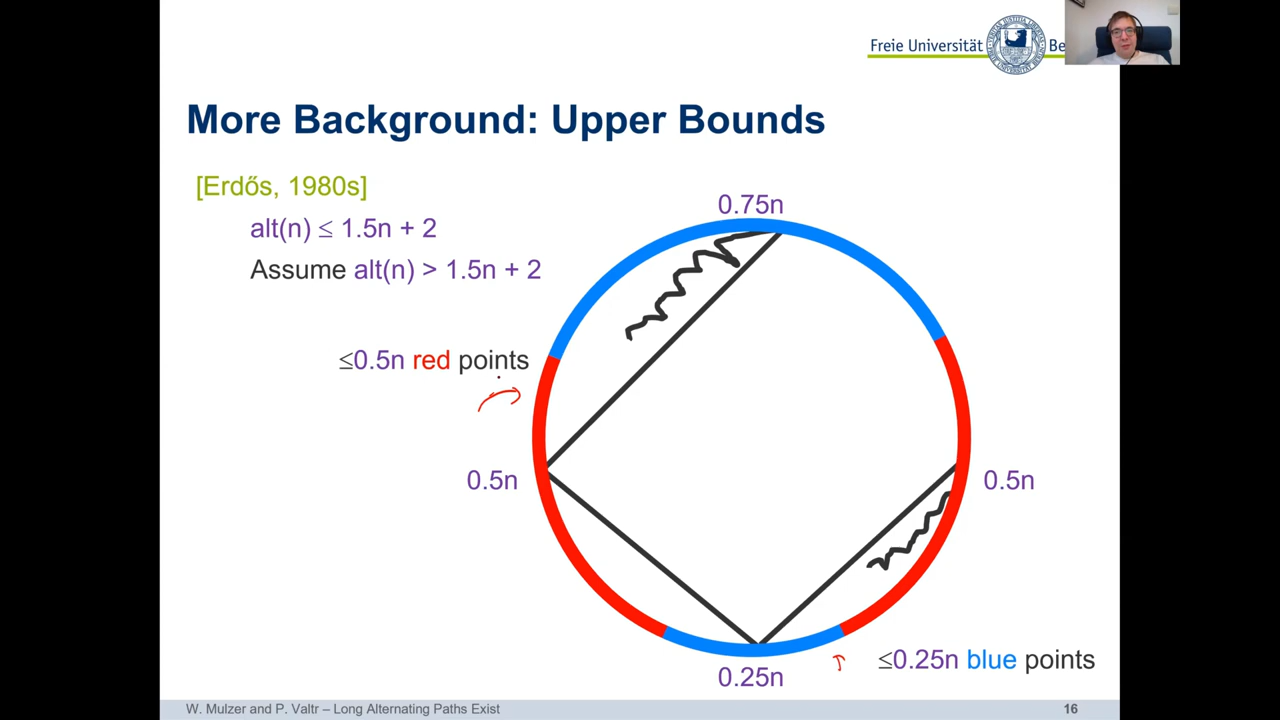 Freie Universität Be
More Background: Upper Bounds
[Erdős, 1980s]
alt(n) ≤ 1.5n + 2
Assume alt(n) > 1.5n + 2
0.75n
≤0.5n red points
0.5n
0.5n
0.25n
≤0.25n blue points
W. Mulzer and P. Valtr – Long Alternating Paths Exist
16